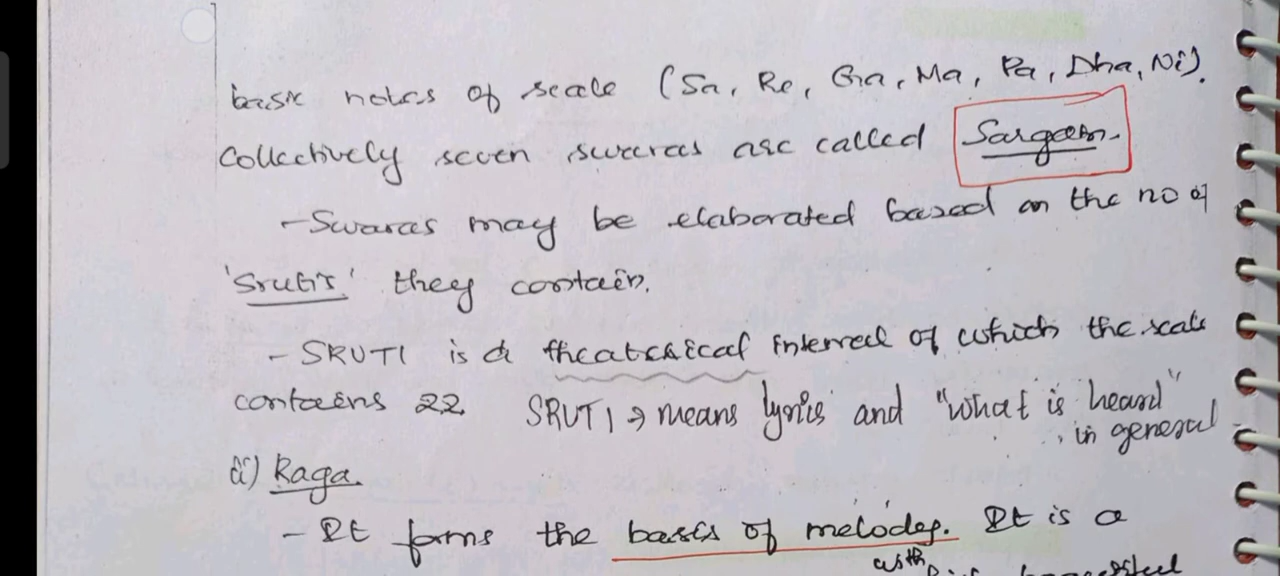 basic notes of scale (Sa, Re, Ga, Ma, Pa, Dha, Ni).
Collectively seven swaras are called Sargam.
- Swaras may be elaborated based on the no of
'Srutis' they contain.
- SRUTI is a theatrical interval of which the scale
contains 22 SRUTI → means lyrics and "what is heard"
in general
ii) Raga.
- It forms the basis of melody. It is a
with